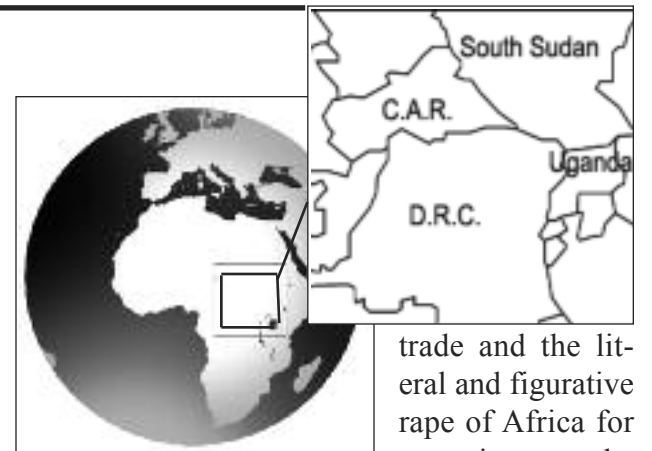 South Sudan
C.A.R.
Uganda
D.R.C.
trade and the lit-
eral and figurative
rape of Africa for